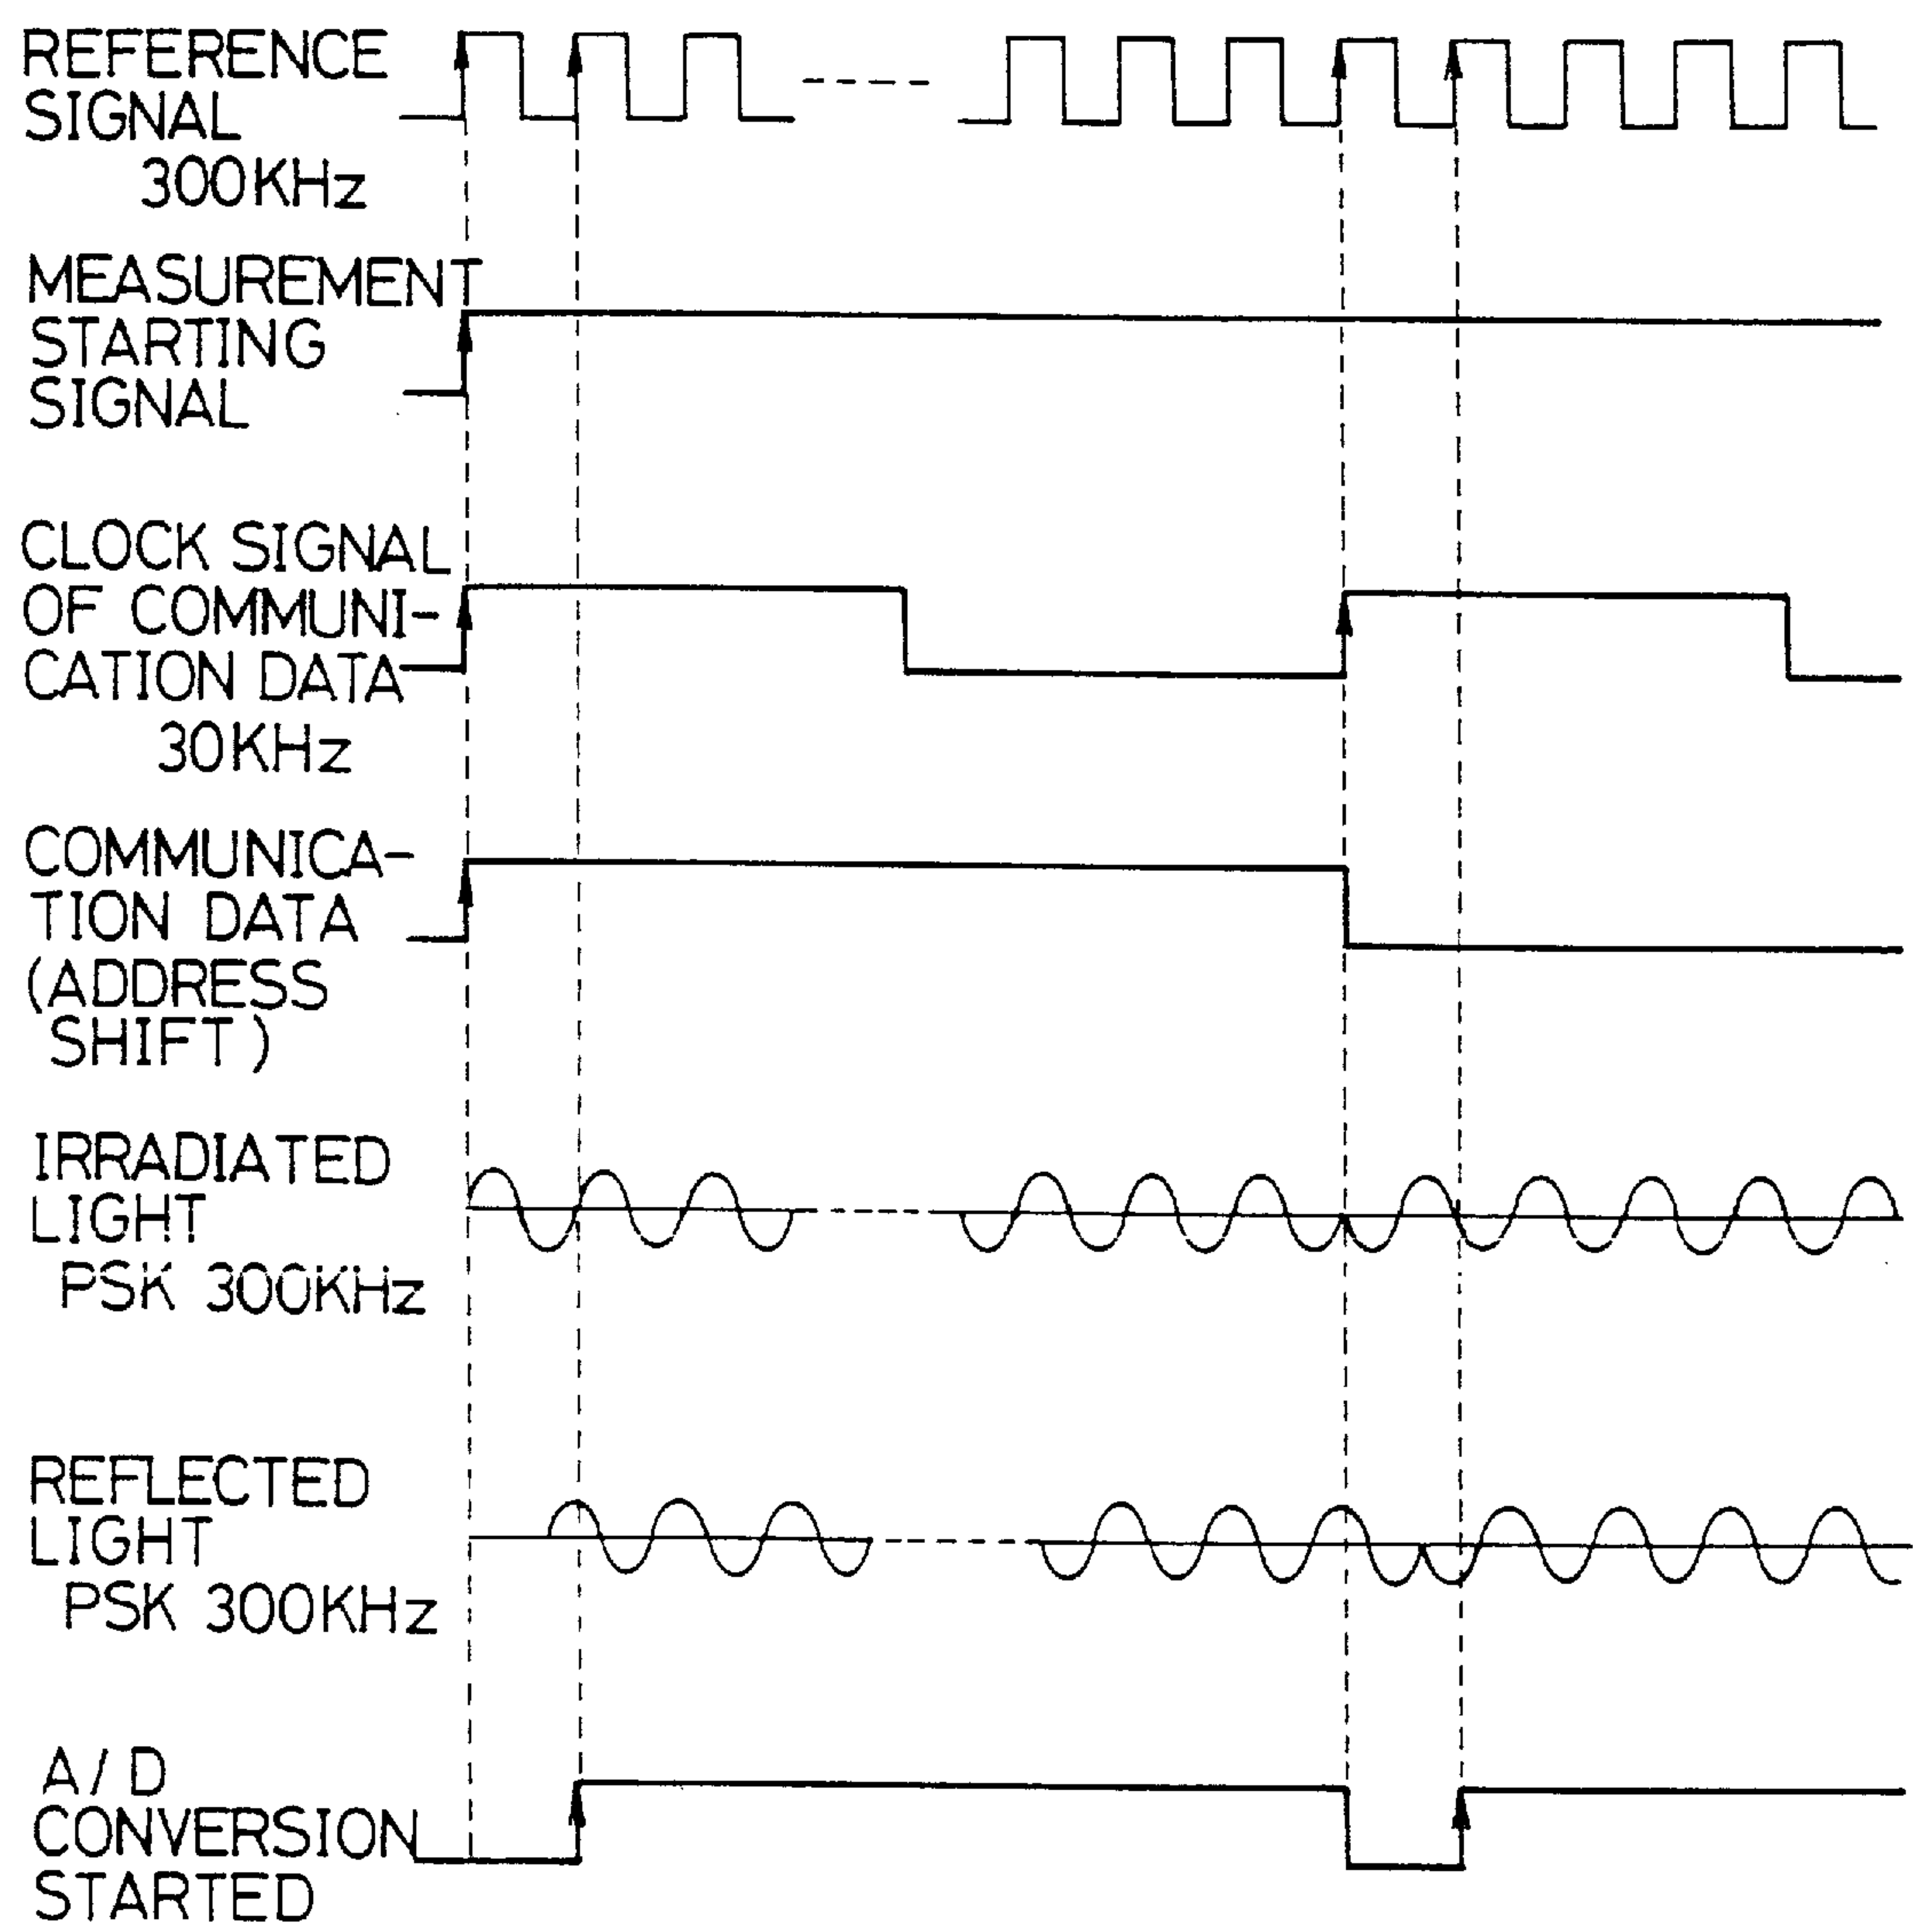 REFERENCE
SIGNAL
300KHz
MEASUREMENT
STARTING
SIGNAL
CLOCK SIGNAL
OF COMMUNI-
CATION DATA
30KHz
COMMUNICA-
TION DATA
(ADDRESS
SHIFT)
IRRADIATED
LIGHT
PSK 300KHz
REFLECTED
LIGHT
PSK 300KHz
A/D
CONVERSION
STARTED